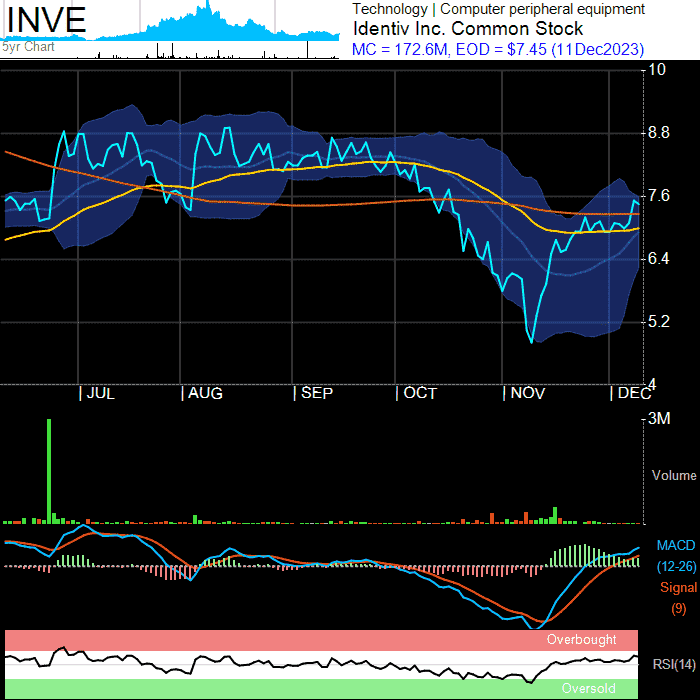 INVE
5yr Chart
Technology | Computer peripheral equipment
Identiv Inc. Common Stock
MC = 172.6M, EOD = $7.45 (11Dec2023)
10
8.8
7.6
6.4
5.2
4
| JUL | AUG | SEP | OCT | NOV | DEC
3M
Volume
MACD
(12-26)
Signal
(9)
Overbought
RSI(14)
Oversold